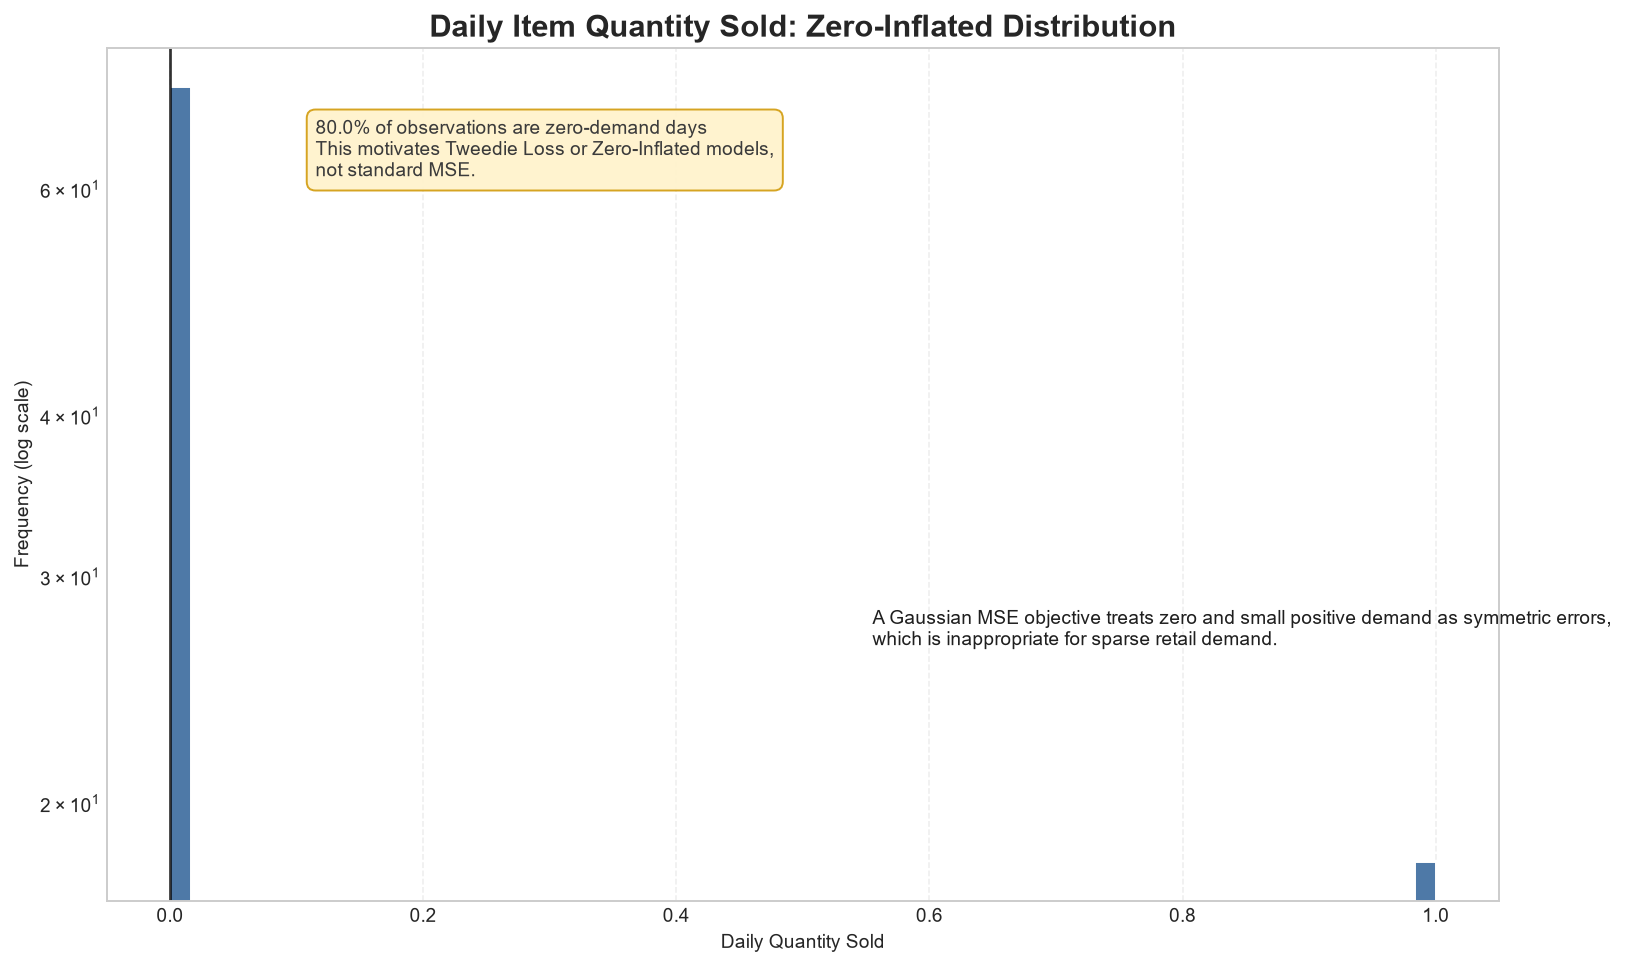 Daily Item Quantity Sold: Zero-Inflated Distribution
80.0% of observations are zero-demand days
This motivates Tweedie Loss or Zero-Inflated models,
not standard MSE.
6 × 10¹
4 × 10¹
3 × 10¹
2 × 10¹
Frequency (log scale)
A Gaussian MSE objective treats zero and small positive demand as symmetric errors,
which is inappropriate for sparse retail demand.
0.0 0.2 0.4 0.6 0.8 1.0
Daily Quantity Sold